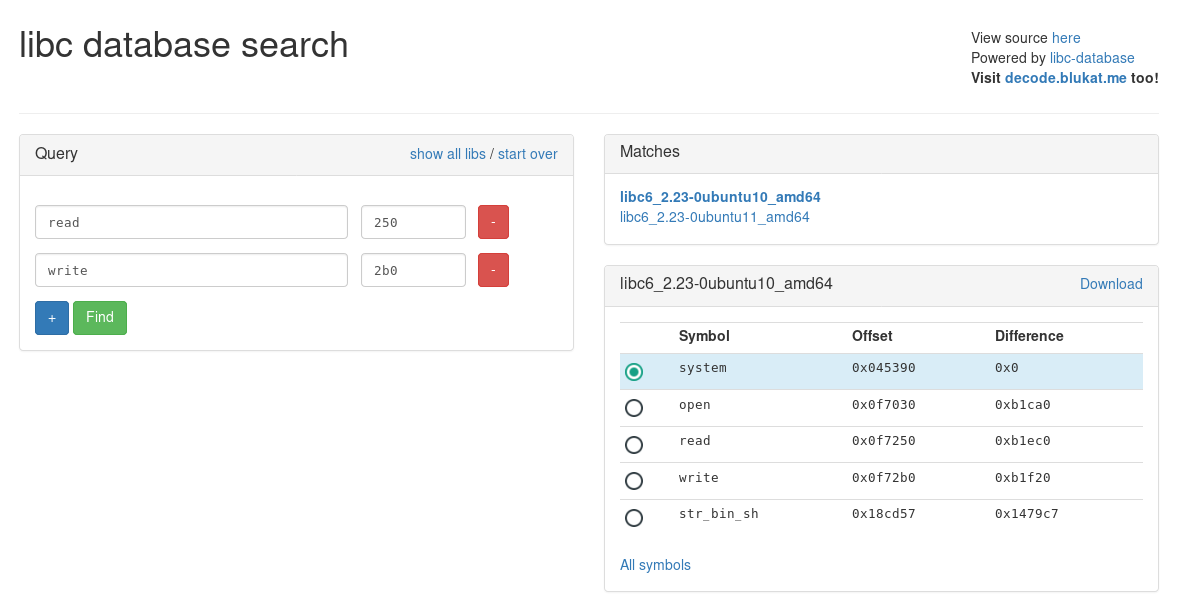 libc database search
View source here
Powered by libc-database
Visit decode.blukat.me too!
Query
show all libs / start over
read 250 -
write 2b0 -
+ Find
Matches
libc6_2.23-0ubuntu10_amd64
libc6_2.23-0ubuntu11_amd64
libc6_2.23-0ubuntu10_amd64 Download
Symbol Offset Difference
system 0x045390 0x0
open 0x0f7030 0xb1ca0
read 0x0f7250 0xb1ec0
write 0x0f72b0 0xb1f20
str_bin_sh 0x18cd57 0x1479c7
All symbols